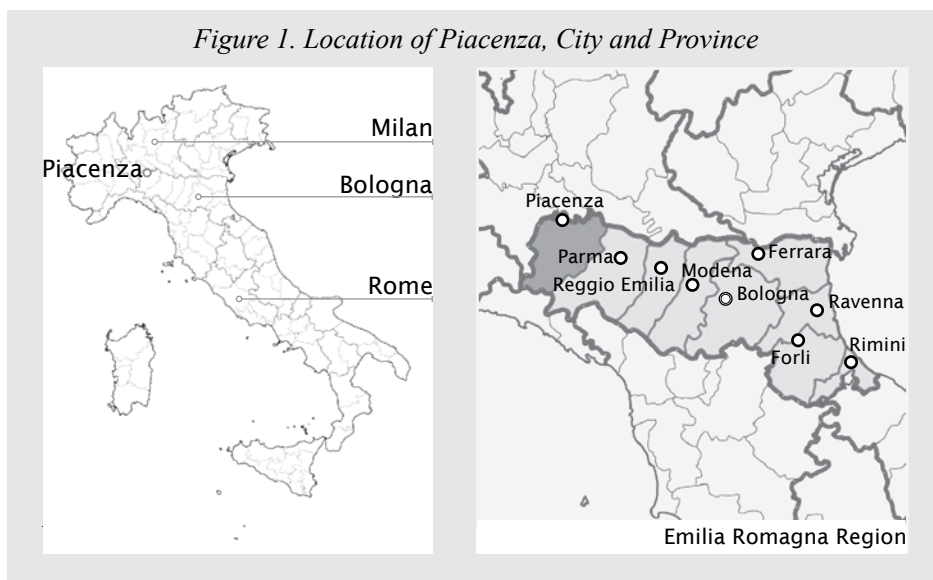 Figure 1. Location of Piacenza, City and Province
Milan
Piacenza
Bologna
Rome
Piacenza
Parma
Ferrara
Reggio Emilia
Modena
Bologna
Ravenna
Forli
Rimini
Emilia Romagna Region